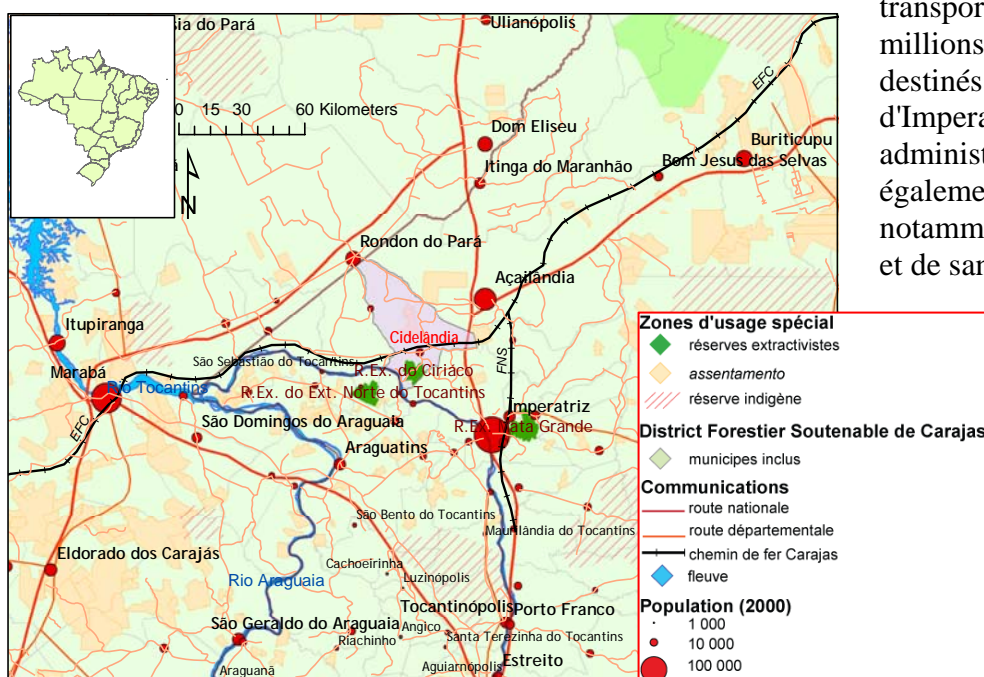 sia do Pará
Ulianópolis
0 15 30 60 Kilometers
N
EFC
Dom Eliseu
Itinga do Maranhão
Buriticupu
Bom Jesus das Selvas
Rondon do Pará
Açailândia
Itupiranga
Cidelândia
Marabá
São Sebastião do Tocantins
R.Ex. do Ciriáco
FNS
Rio Tocantins
R.Ex. do Ext. Norte do Tocantins
EFC
São Domingos do Araguaia
Imperatriz
R.Ex. Mata Grande
Araguatins
São Bento do Tocantins
Maurilândia do Tocantins
Eldorado dos Carajás
Cachoeirinha
Luzinópolis
Rio Araguaia
Tocantinópolis
Porto Franco
São Geraldo do Araguaia
Angico
Riachinho
Santa Terezinha do Tocantins
Araguanã
Aguiarnópolis
Estreito
transpor
millions
destinés
d'Impera
administ
égaleme
notamm
et de san
Zones d'usage spécial
réserves extractivistes
assentamento
réserve indigène
District Forestier Soutenable de Carajas
municipes inclus
Communications
route nationale
route départementale
chemin de fer Carajas
fleuve
Population (2000)
1 000
10 000
100 000